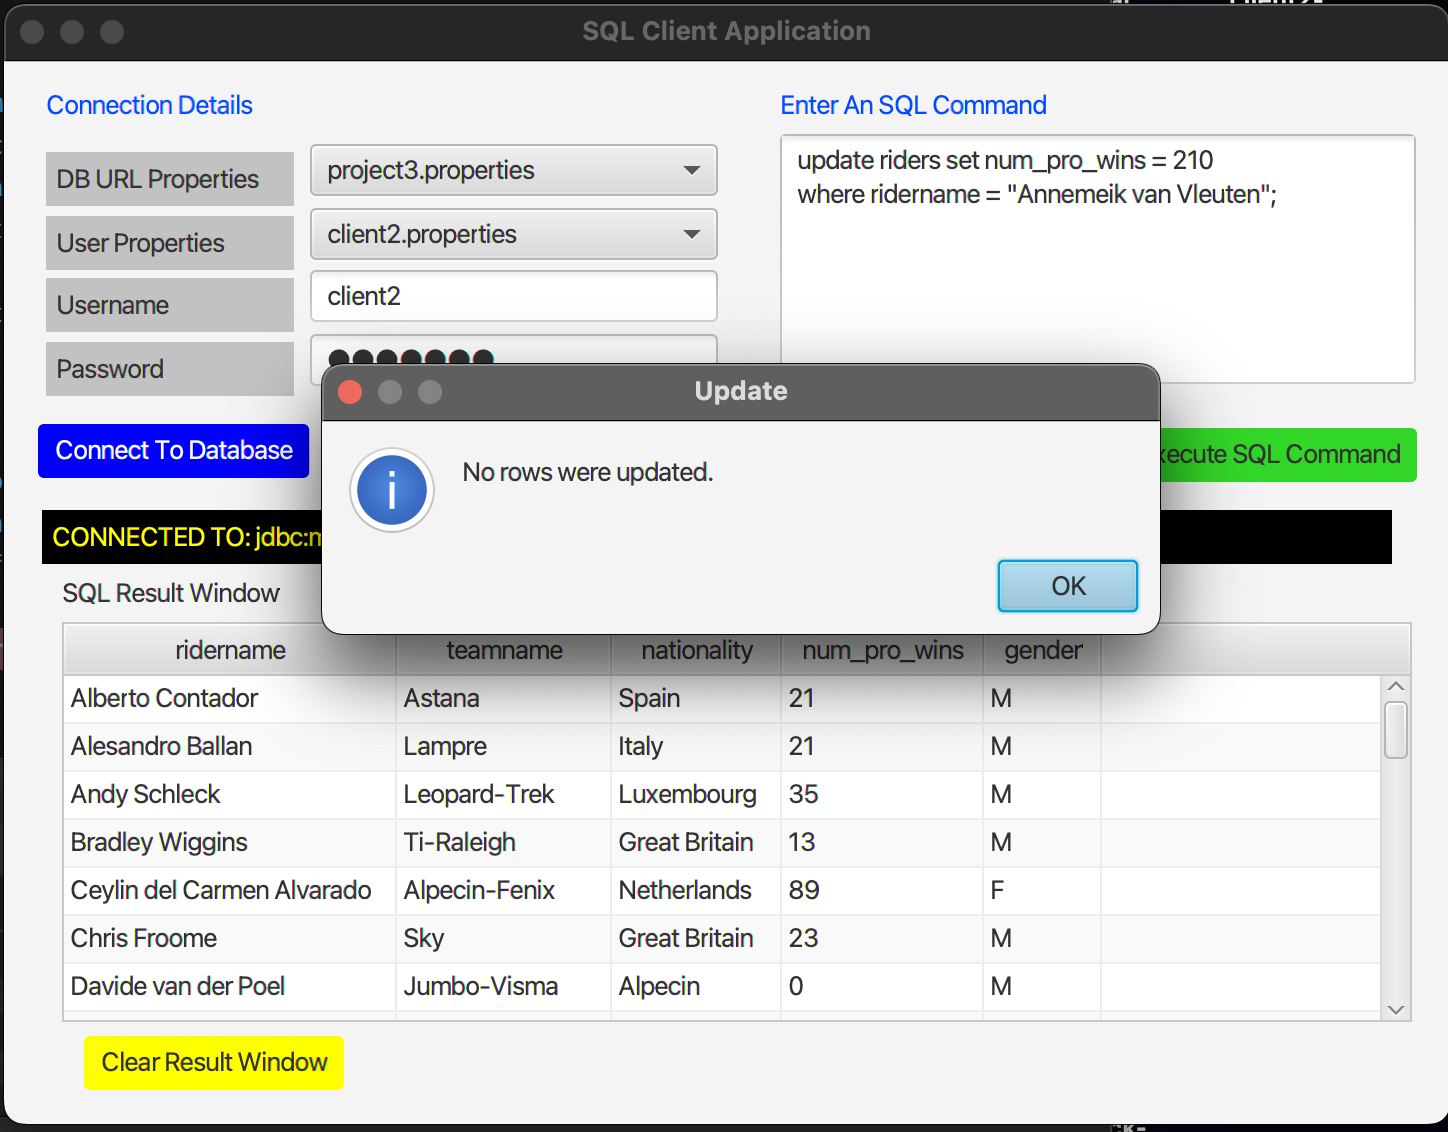 SQL Client Application
Connection Details
Enter An SQL Command
DB URL Properties
project3.properties
User Properties
client2.properties
Username
client2
Password
update riders set num_pro_wins = 210
where ridername = "Annemeik van Vleuten";
Update
No rows were updated.
OK
Connect To Database
xecute SQL Command
CONNECTED TO: jdbc:m
SQL Result Window
ridername teamname nationality num_pro_wins gender
Alberto Contador Astana Spain 21 M
Alesandro Ballan Lampre Italy 21 M
Andy Schleck Leopard-Trek Luxembourg 35 M
Bradley Wiggins Ti-Raleigh Great Britain 13 M
Ceylin del Carmen Alvarado Alpecin-Fenix Netherlands 89 F
Chris Froome Sky Great Britain 23 M
Davide van der Poel Jumbo-Visma Alpecin 0 M
Clear Result Window